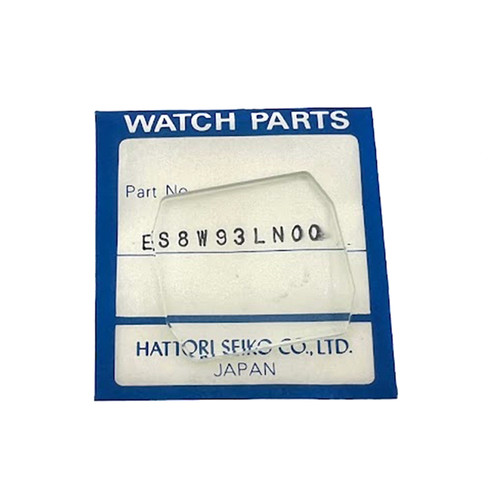 WATCH PARTS
Part No.
ES8W93LN00
HATTORI SEIKO CO., LTD.
JAPAN